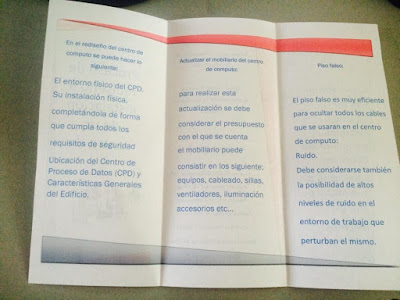 En el rediseño del centro de
computo se puede hacer lo
siguiente:
El entorno físico del CPD,
Su instalación física,
completándola de forma
que cumpla todos los
requisitos de seguridad
Ubicación del Centro de
Proceso de Datos (CPD) y
Características Generales
del Edificio.
Actualizar el mobiliario del centro
de computo:
para realizar esta
actualización se debe
considerar el presupuesto
con el que se cuenta
el mobiliario puede
consistir en los siguiente;
equipos, cableado, sillas,
ventiladores, iluminación
accesorios etc...
Piso falso:
El piso falso es muy eficiente
para ocultar todos los cables
que se usaran en el centro
de computo:
Ruido.
Debe considerarse también
la posibilidad de altos
niveles de ruido en el
entorno de trabajo que
perturban el mismo.